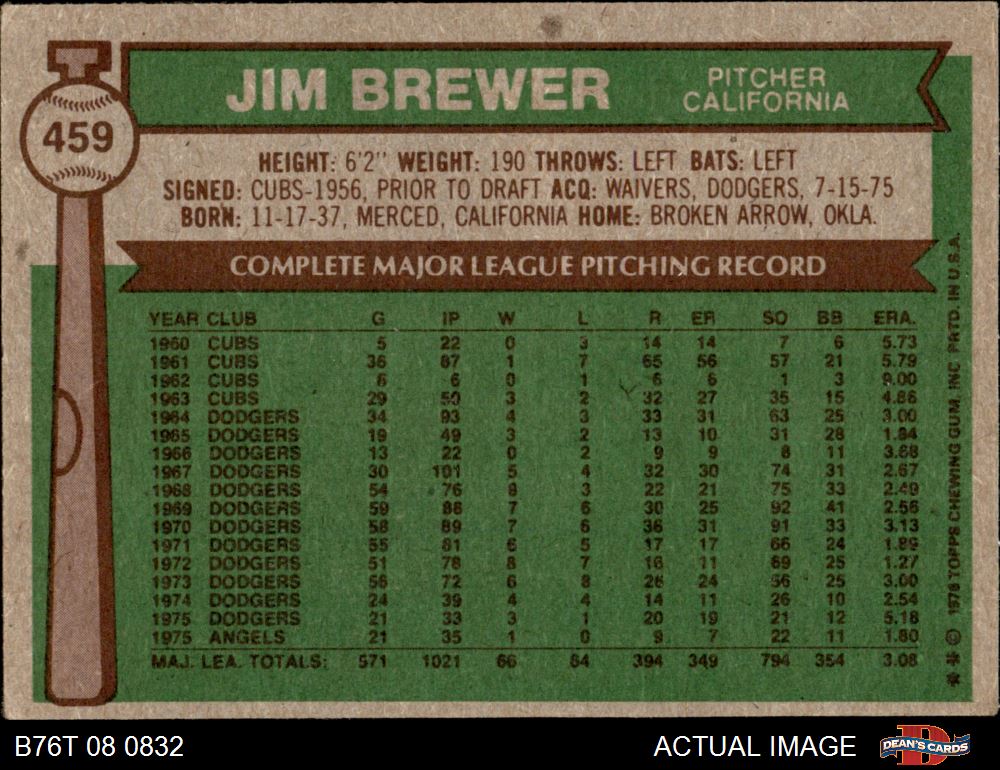 JIM BREWER
PITCHER
CALIFORNIA
459
HEIGHT: 6'2" WEIGHT: 190 THROWS: LEFT BATS: LEFT
SIGNED: CUBS-1956, PRIOR TO DRAFT ACQ: WAIVERS, DODGERS, 7-15-75
BORN: 11-17-37, MERCED, CALIFORNIA HOME: BROKEN ARROW, OKLA.
COMPLETE MAJOR LEAGUE PITCHING RECORD
YEAR CLUB G IP W L R ER SO BB ERA.
1960 CUBS 5 22 0 3 14 14 7 6 5.73
1961 CUBS 36 87 1 7 65 56 57 21 5.79
1962 CUBS 6 6 0 1 6 6 1 3 9.00
1963 CUBS 29 50 3 2 32 27 35 15 4.86
1964 DODGERS 34 93 4 3 33 31 63 25 3.00
1965 DODGERS 19 49 3 2 13 10 31 28 1.84
1966 DODGERS 13 22 0 2 9 9 8 11 3.68
1967 DODGERS 30 101 5 4 32 30 74 31 2.67
1968 DODGERS 54 76 8 3 22 21 75 33 2.49
1969 DODGERS 59 88 7 6 30 25 92 41 2.56
1970 DODGERS 58 89 7 6 36 31 91 33 3.13
1971 DODGERS 55 81 6 5 17 17 66 24 1.89
1972 DODGERS 51 78 8 7 16 11 69 25 1.27
1973 DODGERS 56 72 6 8 26 24 56 25 3.00
1974 DODGERS 24 39 4 4 14 11 26 10 2.54
1975 DODGERS 21 33 3 1 20 19 21 12 5.18
1975 ANGELS 21 35 1 0 9 7 22 11 1.80
MAJ. LEA. TOTALS: 571 1021 66 64 394 349 794 354 3.08
** © 1976 TOPPS CHEWING GUM, INC PRTD. IN U.S.A.
B76T 08 0832
ACTUAL IMAGE
D
DEAN'S CARDS